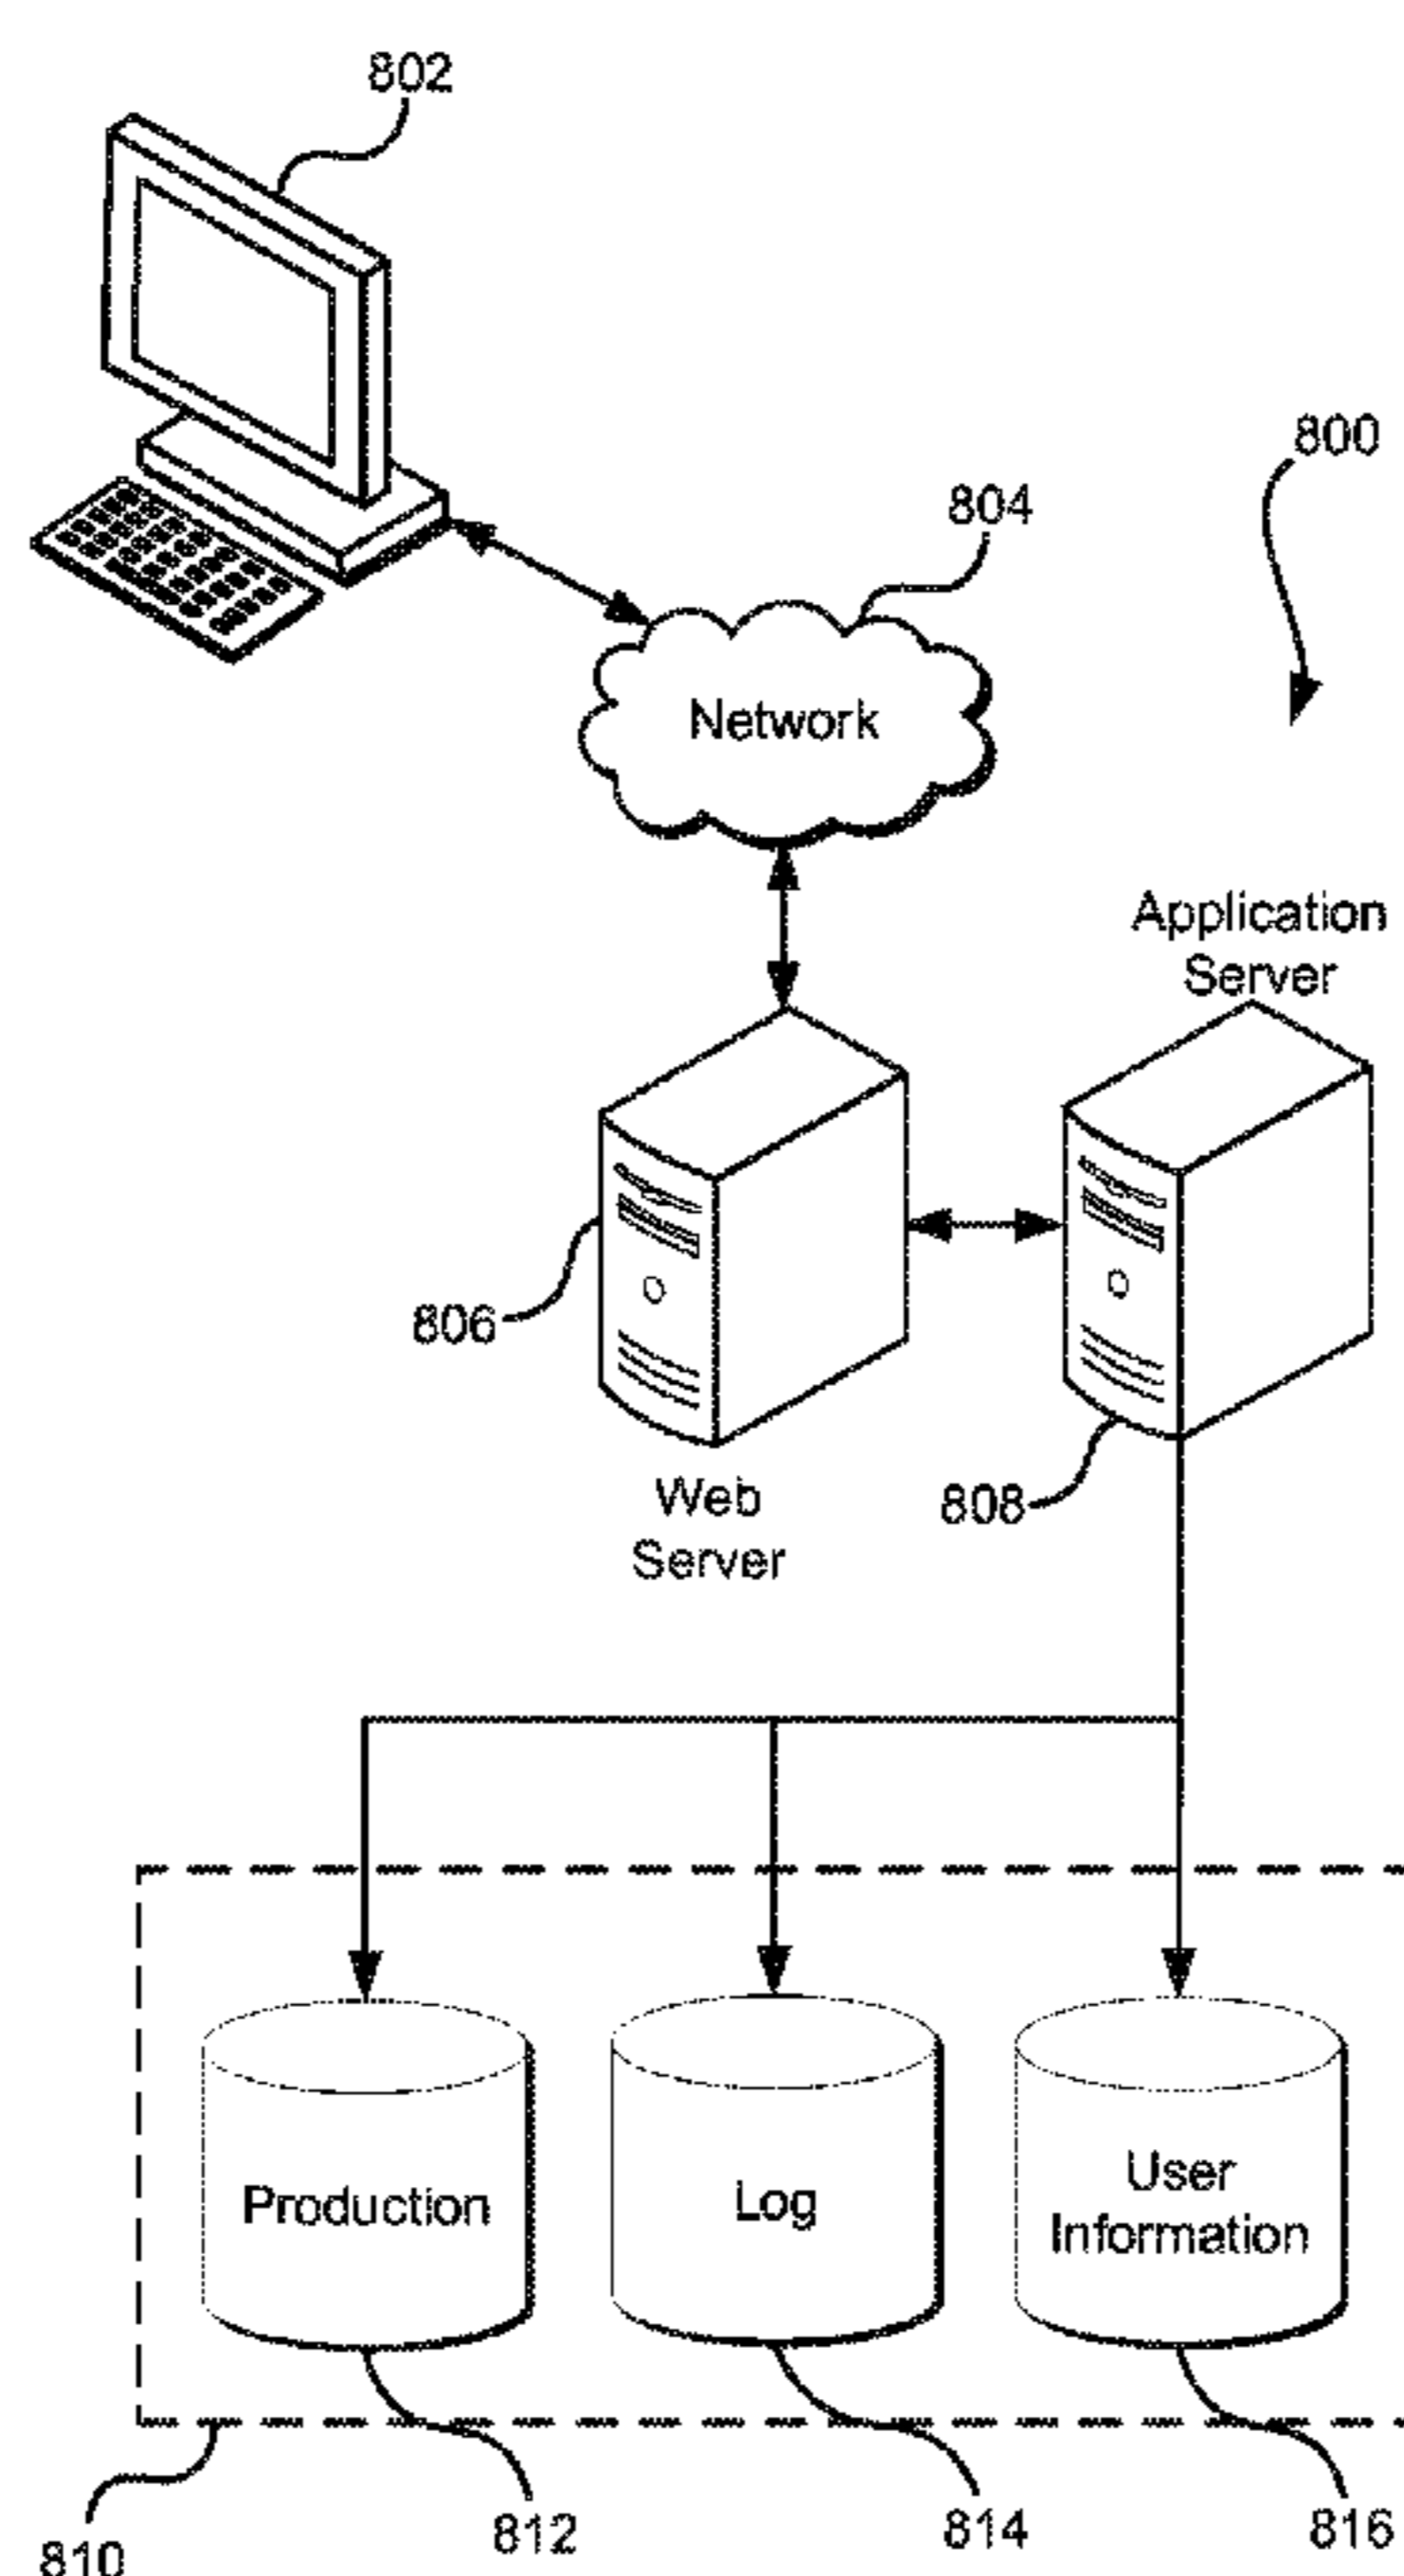 802
800
804
Network
Application
Server
806
808
Web
Server
Production
Log
User
Information
810
812
814
816